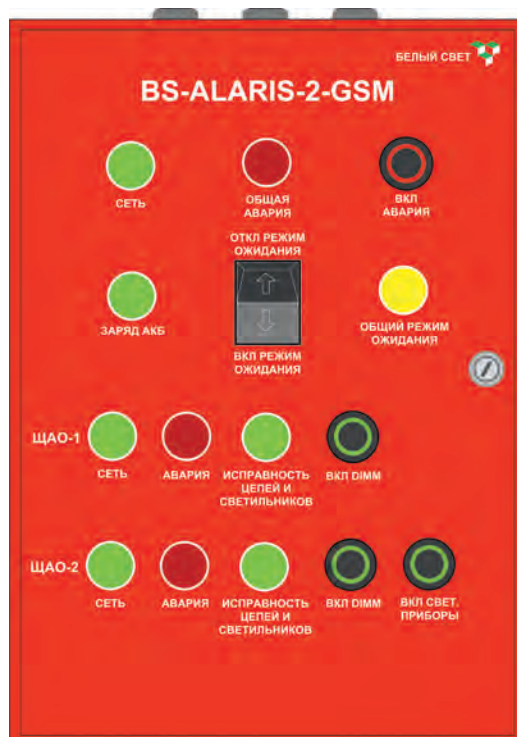 БЕЛЫЙ СВЕТ
BS-ALARIS-2-GSM
СЕТЬ
ОБЩАЯ
АВАРИЯ
ВКЛ
АВАРИЯ
ОТКЛ РЕЖИМ
ОЖИДАНИЯ
ЗАРЯД АКБ
ОБЩИЙ РЕЖИМ
ОЖИДАНИЯ
ВКЛ РЕЖИМ
ОЖИДАНИЯ
ЩАО-1
СЕТЬ
АВАРИЯ
ИСПРАВНОСТЬ
ЦЕПЕЙ И
СВЕТИЛЬНИКОВ
ВКЛ DIMM
ЩАО-2
СЕТЬ
АВАРИЯ
ИСПРАВНОСТЬ
ЦЕПЕЙ И
СВЕТИЛЬНИКОВ
ВКЛ DIMM
ВКЛ СВЕТ.
ПРИБОРЫ